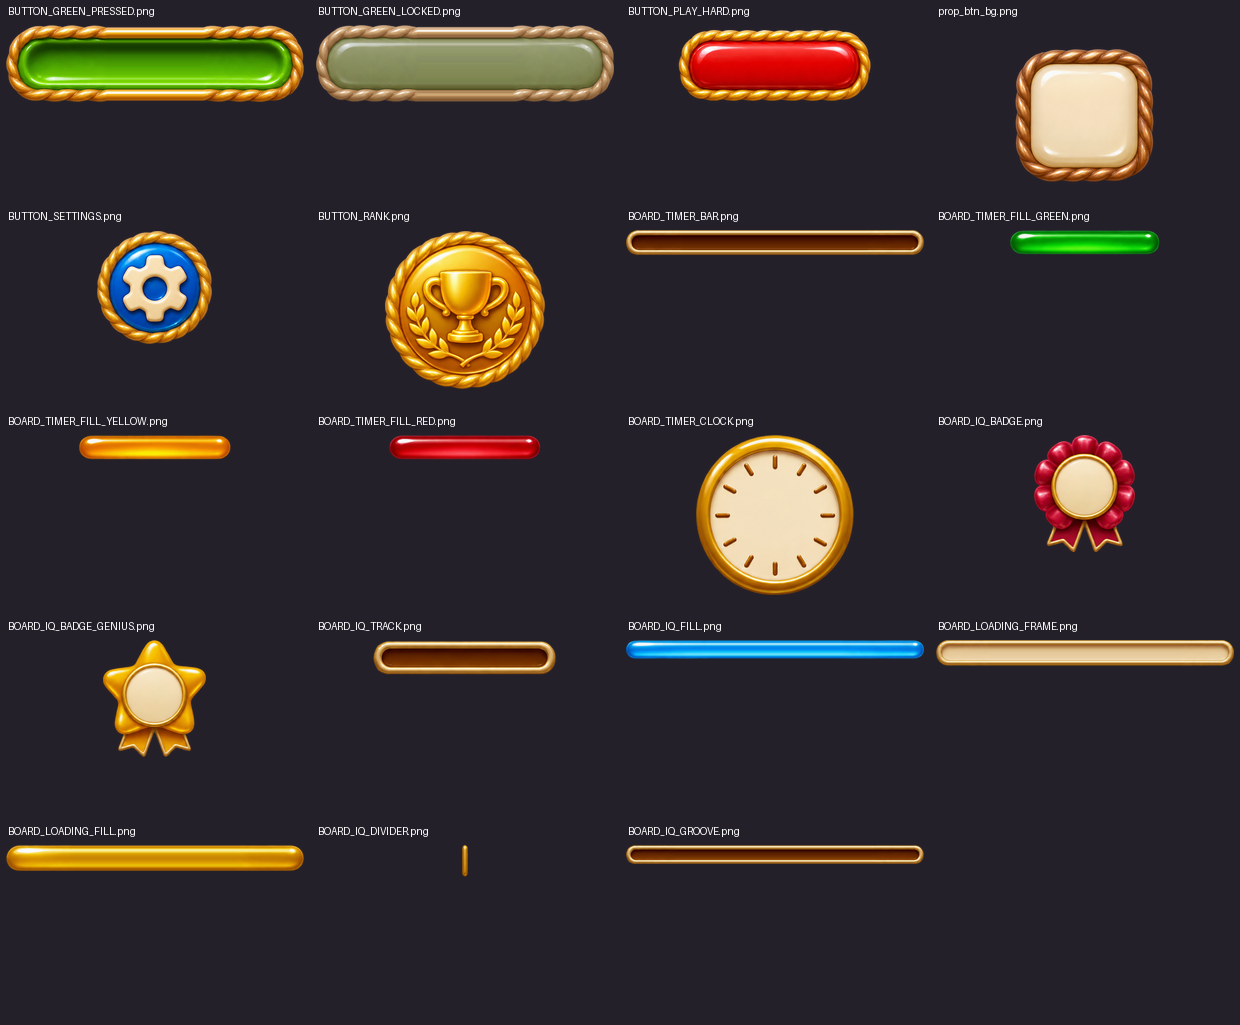 BUTTON_GREEN_PRESSED.png
BUTTON_GREEN_LOCKED.png
BUTTON_PLAY_HARD.png
prop_btn_bg.png
BUTTON_SETTINGS.png
BUTTON_RANK.png
BOARD_TIMER_BAR.png
BOARD_TIMER_FILL_GREEN.png
BOARD_TIMER_FILL_YELLOW.png
BOARD_TIMER_FILL_RED.png
BOARD_TIMER_CLOCK.png
BOARD_IQ_BADGE.png
BOARD_IQ_BADGE_GENIUS.png
BOARD_IQ_TRACK.png
BOARD_IQ_FILL.png
BOARD_LOADING_FRAME.png
BOARD_LOADING_FILL.png
BOARD_IQ_DIVIDER.png
BOARD_IQ_GROOVE.png